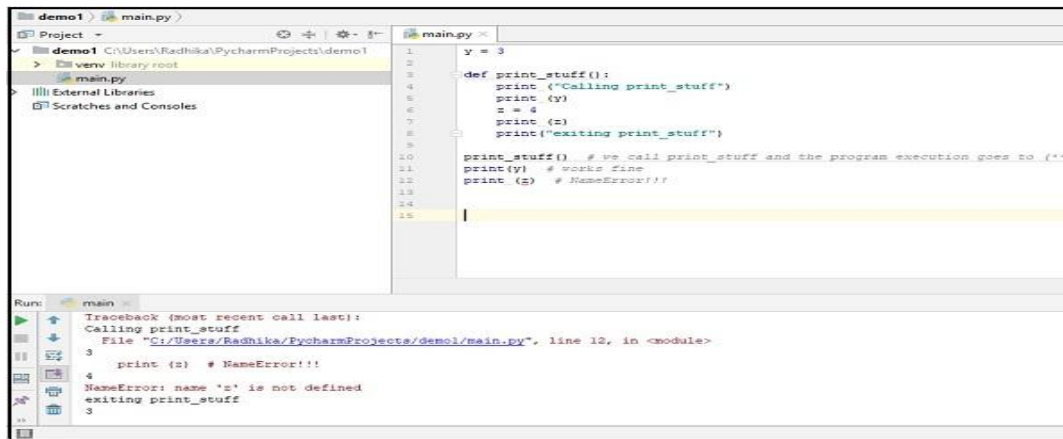 demo1 main.py
Project
main.py
demo1 C:\Users\Radhika\PycharmProjects\demo1
venv library root
main.py
External Libraries
Scratches and Consoles
1 y = 3
2
3 def print_stuff():
4 print ("Calling print_stuff")
5 print (y)
6 z = 4
7 print (z)
8 print("exiting print_stuff")
9
10 print_stuff() # we call print_stuff and the program execution goes to (**
11 print(y) # works fine
12 print (z) # NameError!!!
13
14
15
Run: main
Traceback (most recent call last):
Calling print_stuff
File "C:/Users/Radhika/PycharmProjects/demo1/main.py", line 12, in <module>
3
print (z) # NameError!!!
4
NameError: name 'z' is not defined
exiting print_stuff
3